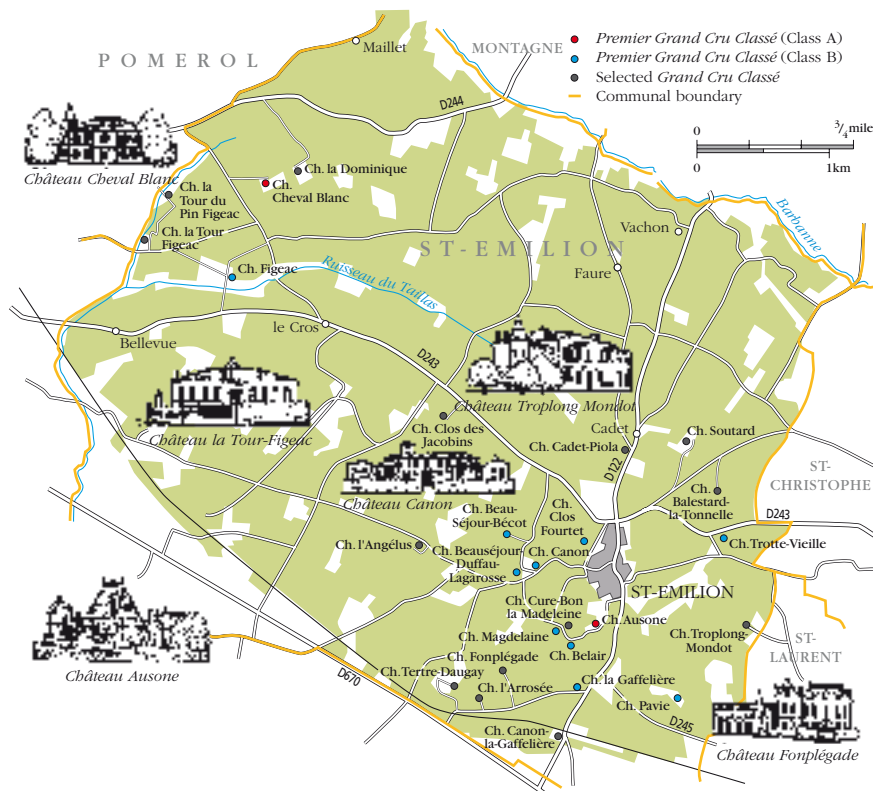 Maillet
MONTAGNE
POMEROL
Premier Grand Cru Classé (Class A)
Premier Grand Cru Classé (Class B)
Selected Grand Cru Classé
Communal boundary
D244
0
3/4 mile
0
1km
Château Cheval Blanc
Ch. la Dominique
Ch.
Cheval Blanc
Ch. la
Tour du
Pin Figeac
Ch. la Tour
Figeac
Ch. Figeac
ST-EMILION
Vachon
Barbanne
Faure
Ruisseau du Taillas
le Cros
Bellevue
D243
Château la Tour-Figeac
Château Troplong Mondot
Ch. Clos des
Jacobins
Cadet
Ch. Cadet-Piola
D122
Ch. Soutard
Château Canon
ST-
CHRISTOPHE
Ch.
Balestard-
la-Tonnelle
D243
Ch. Beau-
Séjour-Bécot
Ch.
Clos
Fourtet
Ch. Trotte-Vieille
Ch. l'Angélus
Ch. Beauséjour-
Duffau-
Lagarosse
Ch. Canon
ST-EMILION
Ch. Cure-Bon
la Madeleine
Ch. Ausone
Ch. Magdelaine
Ch. Belair
Ch. Troplong-
Mondot
ST-
LAURENT
Château Ausone
D670
Ch. Fonplégade
Ch. Tertre-Daugay
Ch. l'Arrosée
Ch. la Gaffelière
Ch. Pavie
D245
Ch. Canon-
la-Gaffelière
Château Fonplégade